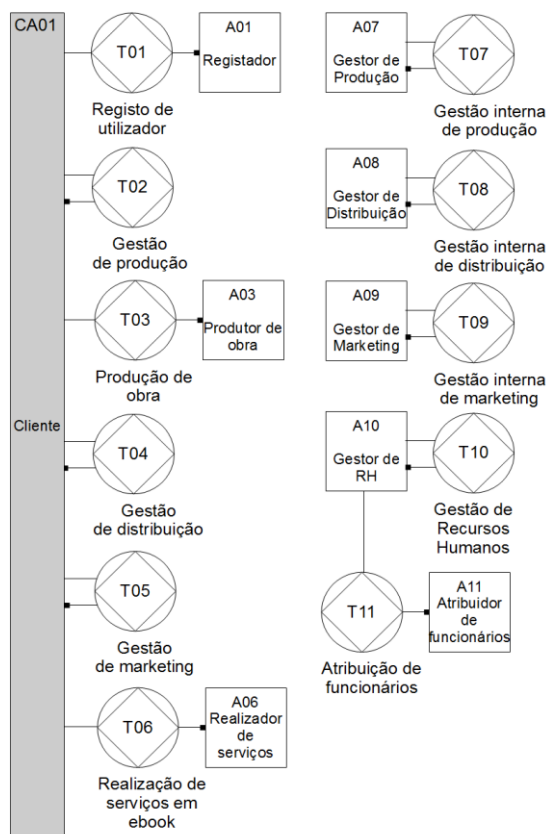 CA01
Cliente
T01
Registo de
utilizador
A01
Registador
T02
Gestão
de produção
T03
Produção de
obra
A03
Produtor de
obra
T04
Gestão
de distribuição
T05
Gestão
de marketing
T06
Realização de
serviços em
ebook
A06
Realizador
de
serviços
A07
Gestor de
Produção
T07
Gestão interna
de produção
A08
Gestor de
Distribuição
T08
Gestão interna
de distribuição
A09
Gestor de
Marketing
T09
Gestão interna
de marketing
A10
Gestor de
RH
T10
Gestão de
Recursos
Humanos
T11
Atribuição de
funcionários
A11
Atribuidor
de
funcionários